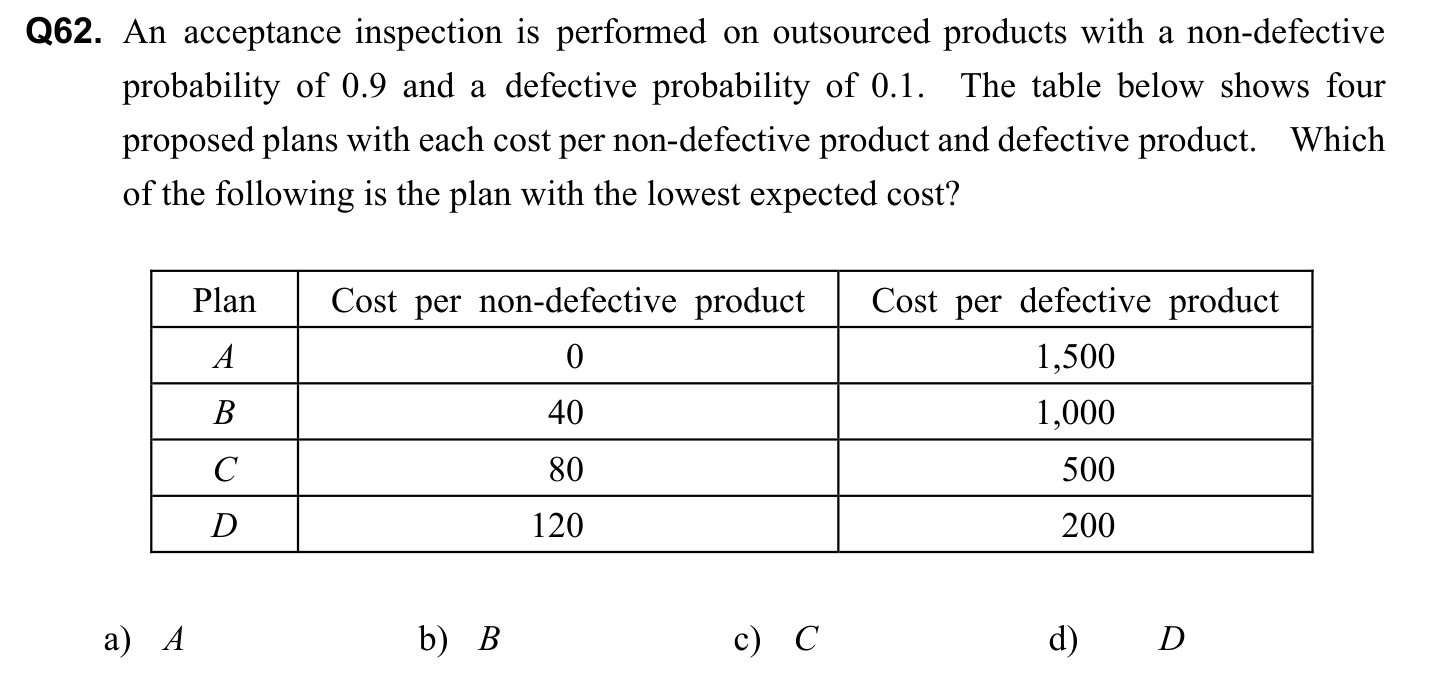 Q62. An acceptance inspection is performed on outsourced products with a non-defective
probability of 0.9 and a defective probability of 0.1. The table below shows four
proposed plans with each cost per non-defective product and defective product. Which
of the following is the plan with the lowest expected cost?
Plan Cost per non-defective product Cost per defective product
A 0 1,500
B 40 1,000
C 80 500
D 120 200
a) A b) B c) C d) D